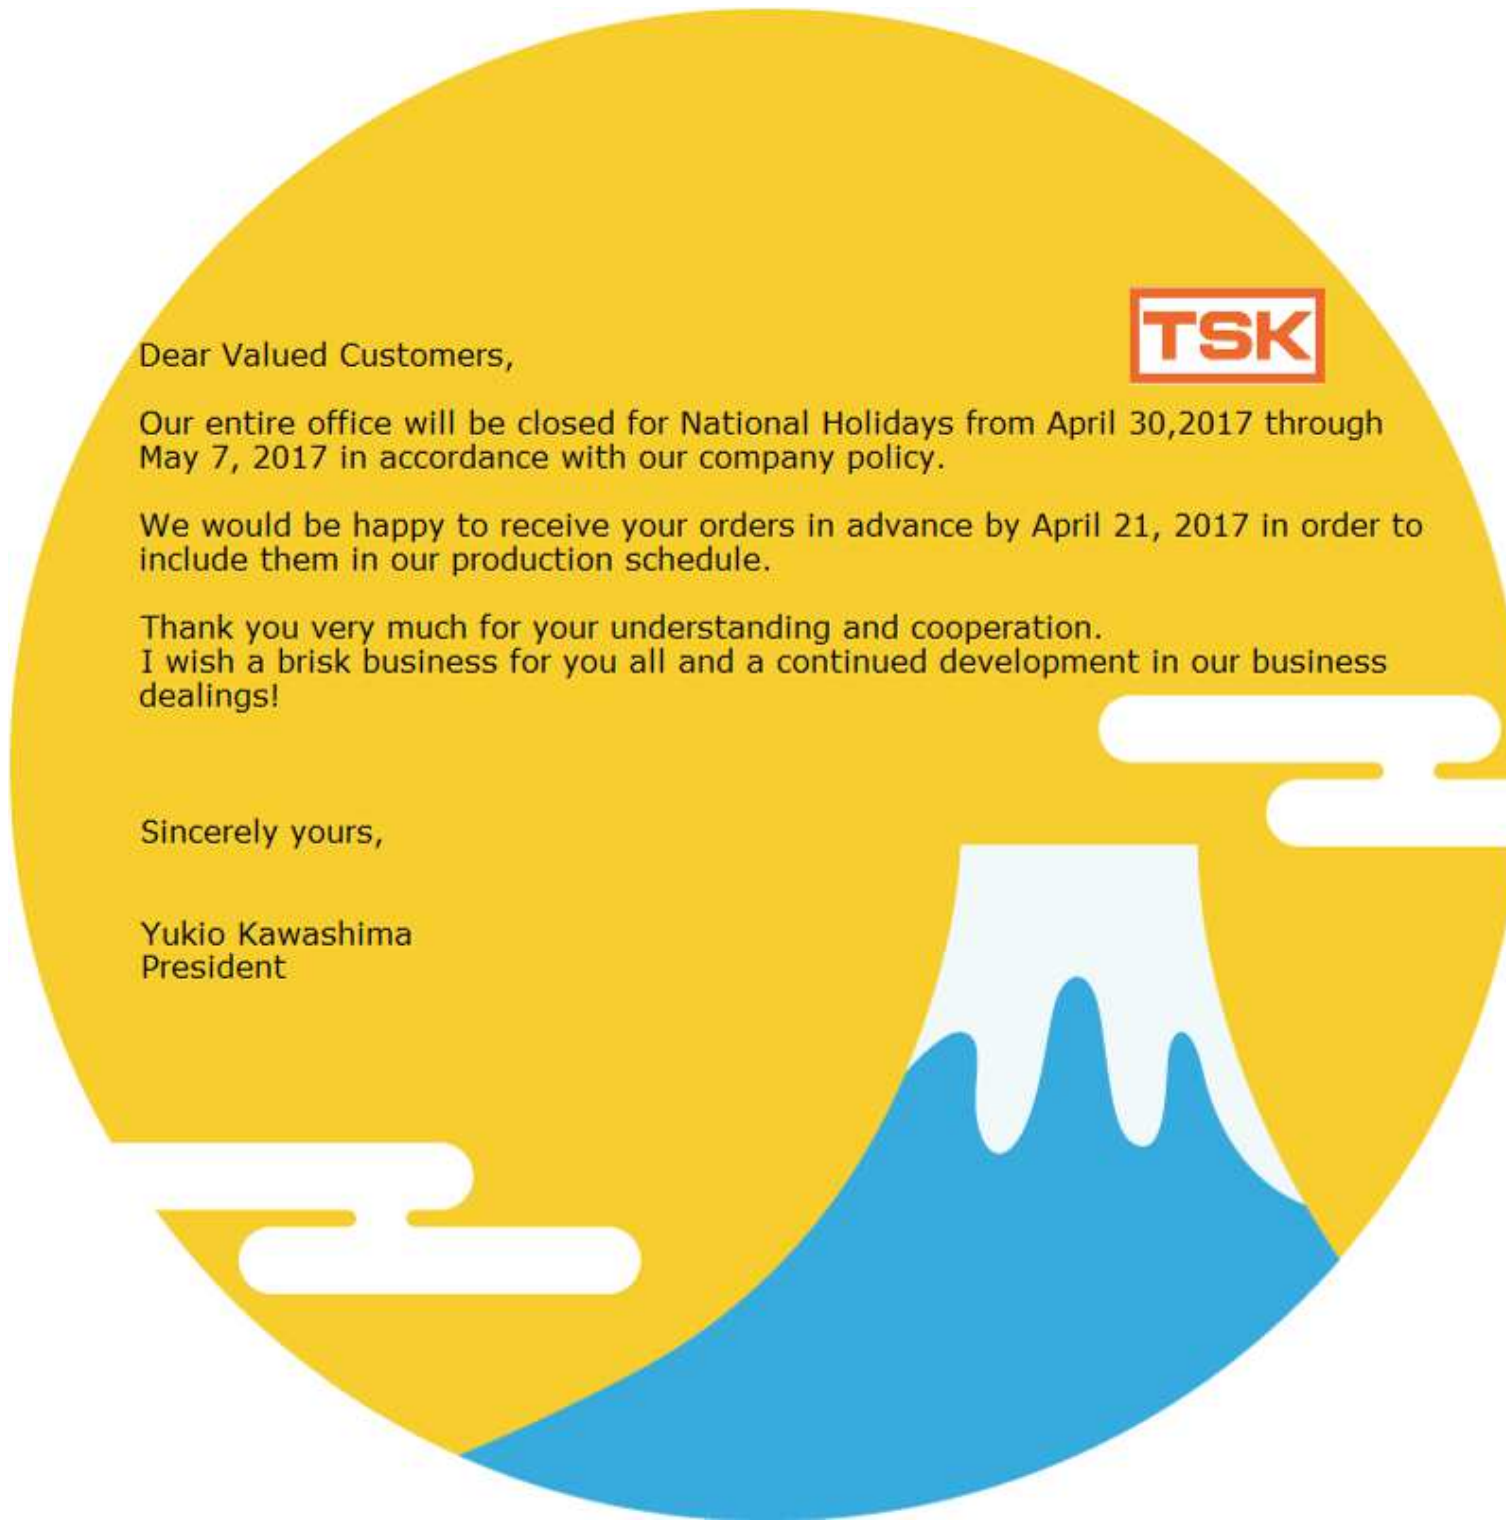 TSK
Dear Valued Customers,
Our entire office will be closed for National Holidays from April 30,2017 through
May 7, 2017 in accordance with our company policy.
We would be happy to receive your orders in advance by April 21, 2017 in order to
include them in our production schedule.
Thank you very much for your understanding and cooperation.
I wish a brisk business for you all and a continued development in our business
dealings!
Sincerely yours,
Yukio Kawashima
President